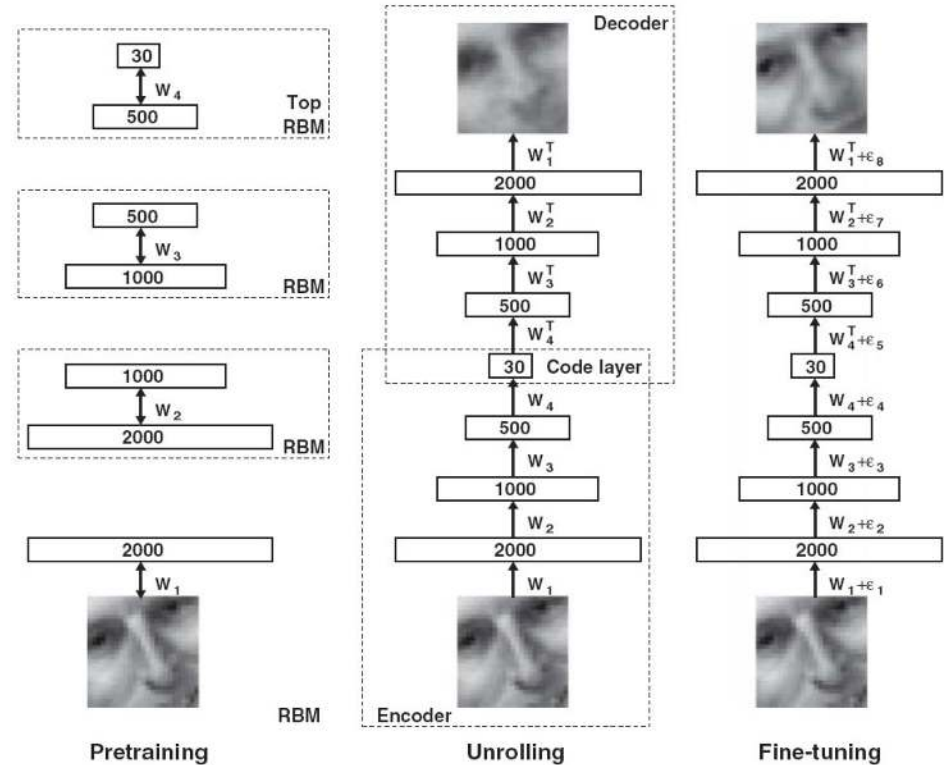 30
W₄
500
Top
RBM
500
W₃
1000
RBM
1000
W₂
2000
RBM
2000
W₁
RBM
Pretraining
Decoder
W₁ᵀ
2000
W₂ᵀ
1000
W₃ᵀ
500
W₄ᵀ
30
Code layer
W₄
500
W₃
1000
W₂
2000
W₁
Encoder
Unrolling
W₁ᵀ+ε₈
2000
W₂ᵀ+ε₇
1000
W₃ᵀ+ε₆
500
W₄ᵀ+ε₅
30
W₄+ε₄
500
W₃+ε₃
1000
W₂+ε₂
2000
W₁+ε₁
Fine-tuning